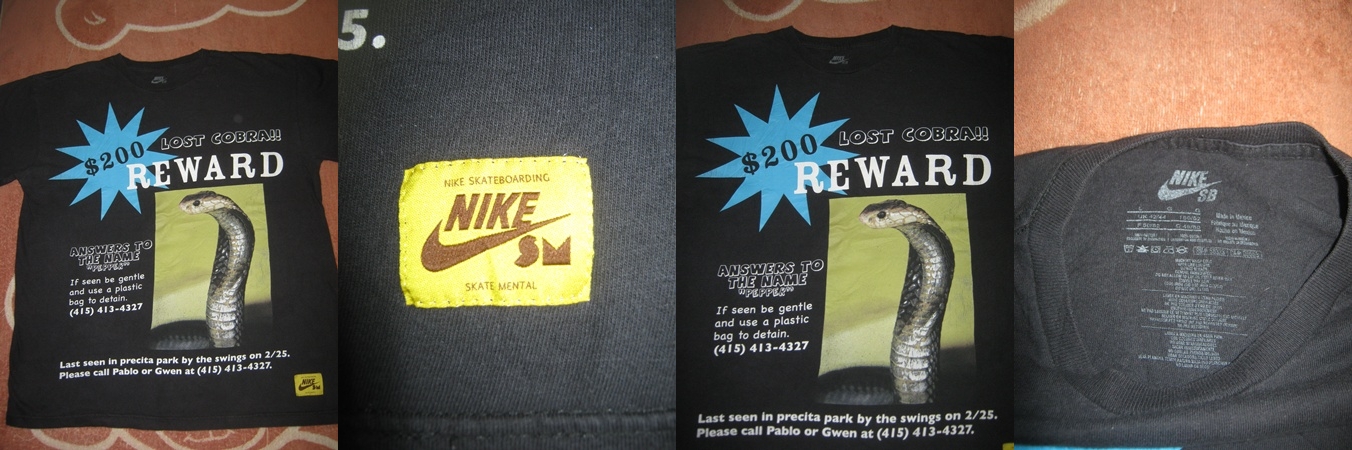 $200
LOST COBRA!!
REWARD
ANSWERS TO
THE NAME
"PEPPER"
If seen be gentle
and use a plastic
bag to detain.
(415) 413-4327
Last seen in precita park by the swings on 2/25.
Please call Pablo or Gwen at (415) 413-4327.
NIKE
SM
5.
NIKE SKATEBOARDING
NIKE
SM
SKATE MENTAL
$200
LOST COBRA!!
REWARD
ANSWERS TO
THE NAME
"PEPPER"
If seen be gentle
and use a plastic
bag to detain.
(415) 413-4327
Last seen in precita park by the swings on 2/25.
Please call Pablo or Gwen at (415) 413-4327.
NIKE
SB
L
Made in Mexico